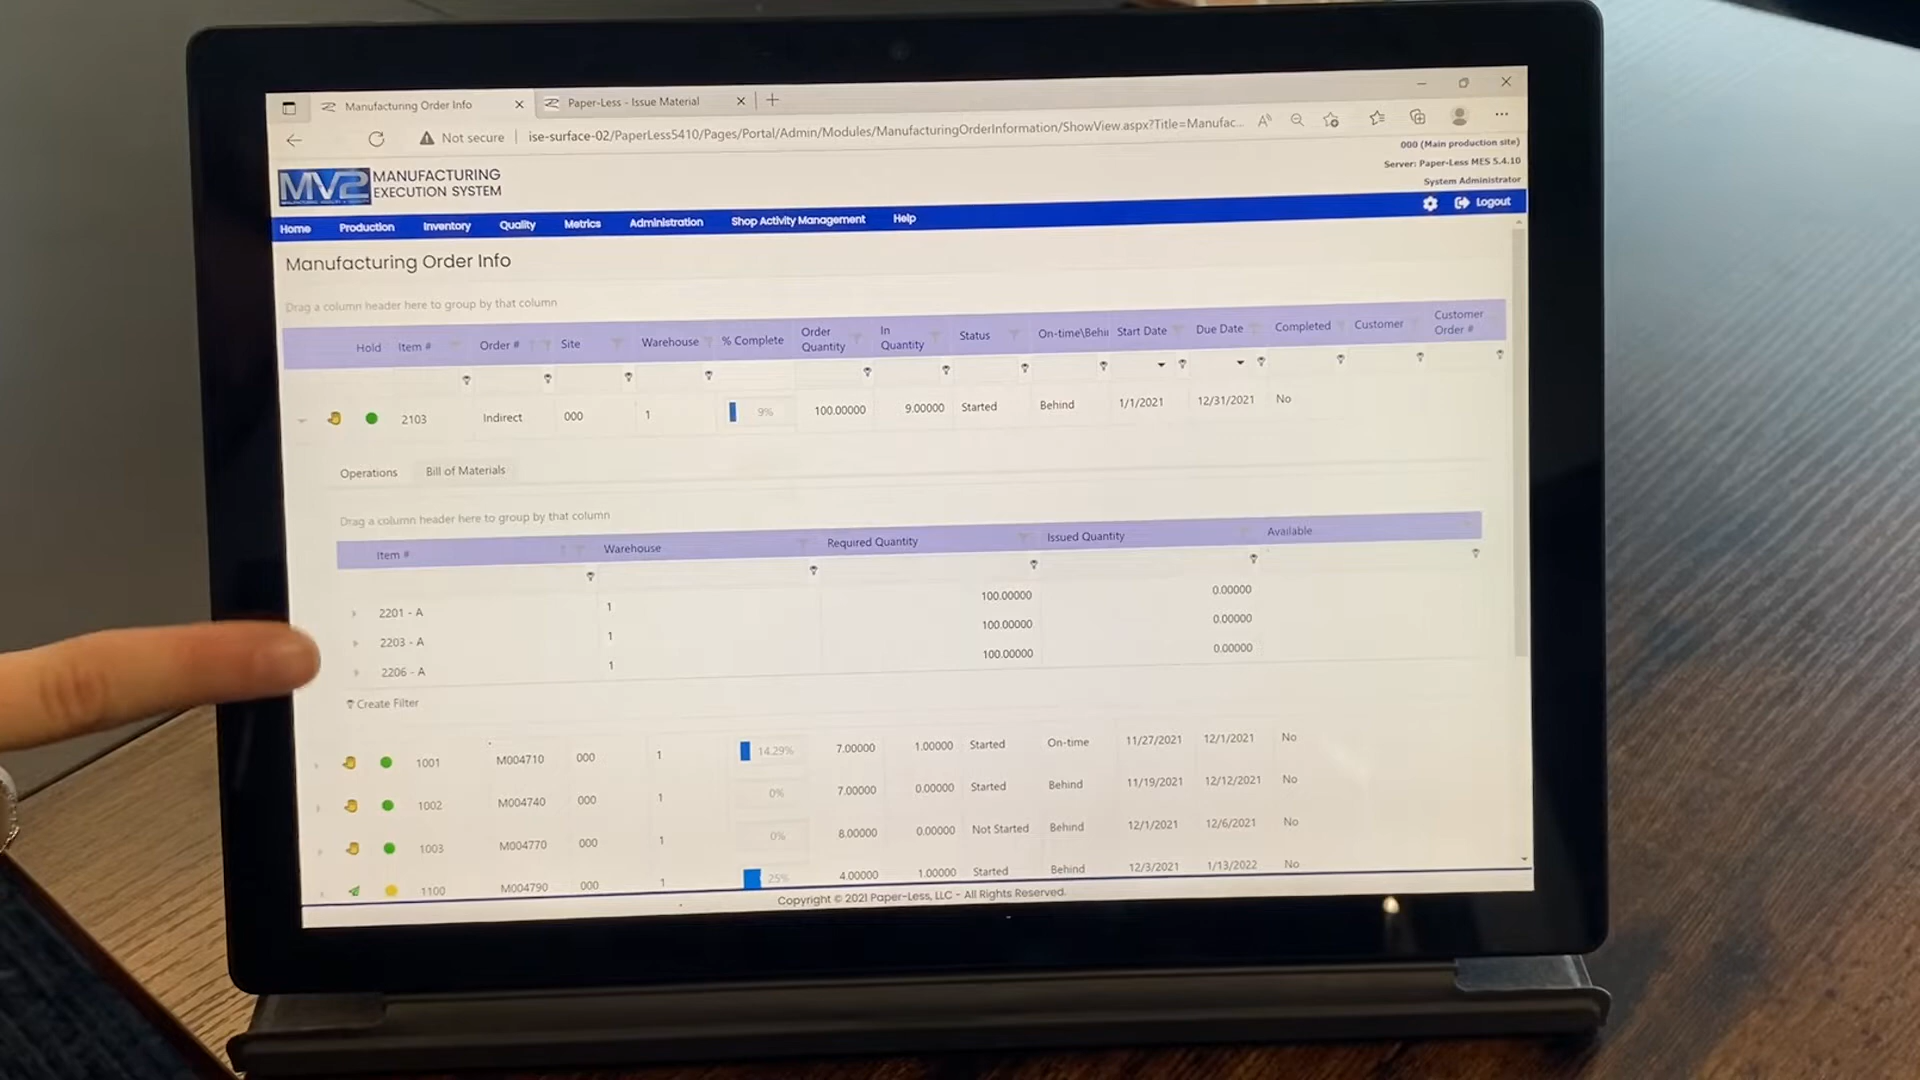 Manufacturing Order Info
Paper-Less - Issue Material
Not secure
ise-surface-02/PaperLess5410/Pages/Portal/Admin/Modules/ManufacturingOrderInformation/ShowView.aspx?Title=Manufac...
000 (Main production site)
Server: Paper-Less MES 5.4.10
System Administrator
MV2 MANUFACTURING EXECUTION SYSTEM
Home Production Inventory Quality Metrics Administration Shop Activity Management Help Logout
Manufacturing Order Info
Drag a column header here to group by that column
Hold Item # Order # Site Warehouse % Complete Order Quantity In Quantity Status On-time\Behin Start Date Due Date Completed Customer Customer Order #
2103 Indirect 000 1 9% 100.00000 9.00000 Started Behind 1/1/2021 12/31/2021 No
Operations Bill of Materials
Drag a column header here to group by that column
Item # Warehouse Required Quantity Issued Quantity Available
2201 - A 1 100.00000 0.00000
2203 - A 1 100.00000 0.00000
2206 - A 1 100.00000 0.00000
Create Filter
1001 M004710 000 1 14.29% 7.00000 1.00000 Started On-time 11/27/2021 12/1/2021 No
1002 M004740 000 1 0% 7.00000 0.00000 Started Behind 11/19/2021 12/12/2021 No
1003 M004770 000 1 0% 8.00000 0.00000 Not Started Behind 12/1/2021 12/6/2021 No
1100 M004790 000 1 25% 4.00000 1.00000 Started Behind 12/3/2021 1/13/2022 No
Copyright © 2021 Paper-Less, LLC - All Rights Reserved.